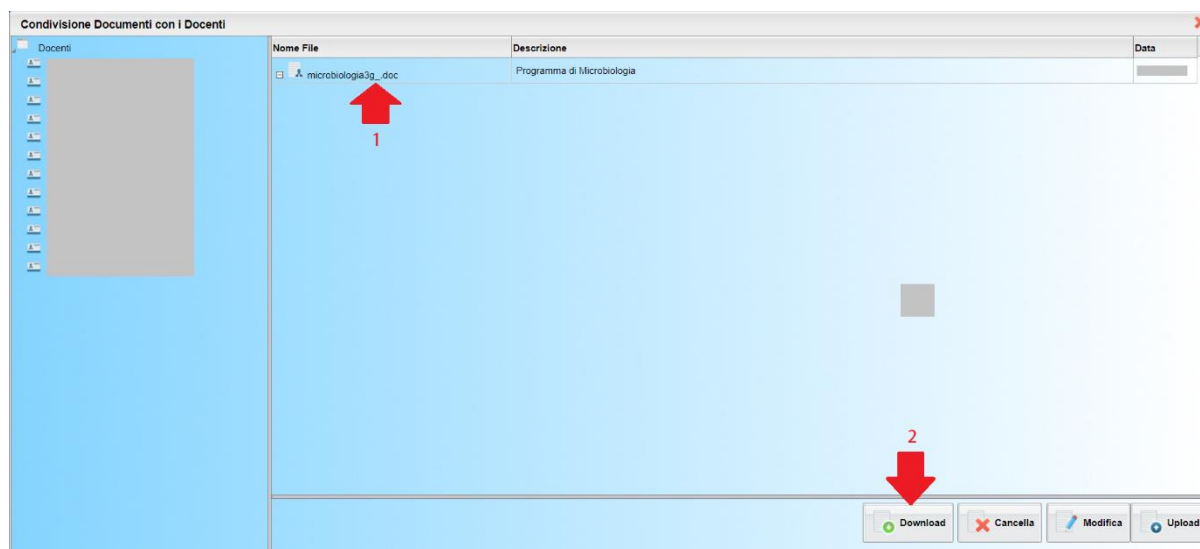 Condivisione Documenti con i Docenti
Docenti
Nome File Descrizione Data
microbiologia3g_.doc Programma di Microbiologia
1
2
Download Cancella Modifica Upload